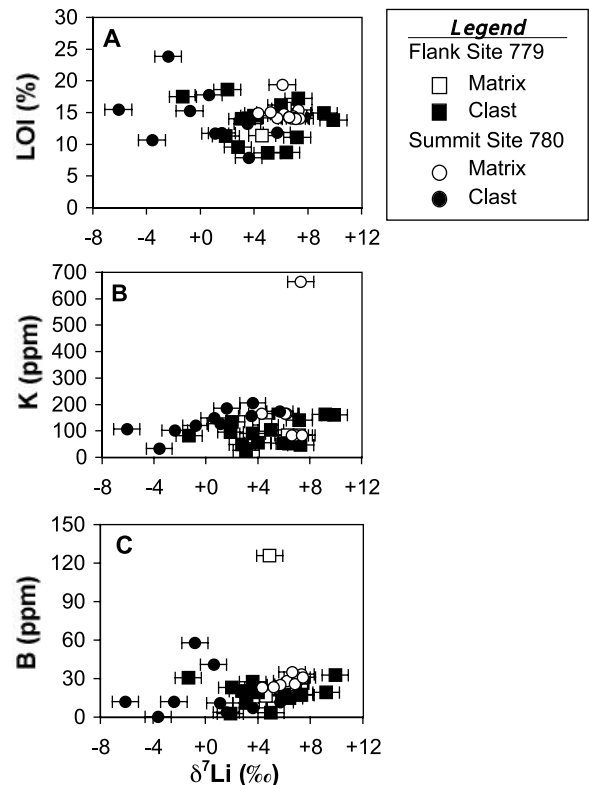 A
LOI (%)
30
25
20
15
10
5
0
-8 -4 +0 +4 +8 +12
Legend
Flank Site 779
Matrix
Clast
Summit Site 780
Matrix
Clast
B
K (ppm)
700
600
500
400
300
200
100
0
-8 -4 +0 +4 +8 +12
C
B (ppm)
150
120
90
60
30
0
-8 -4 +0 +4 +8 +12
δ⁷Li (‰)